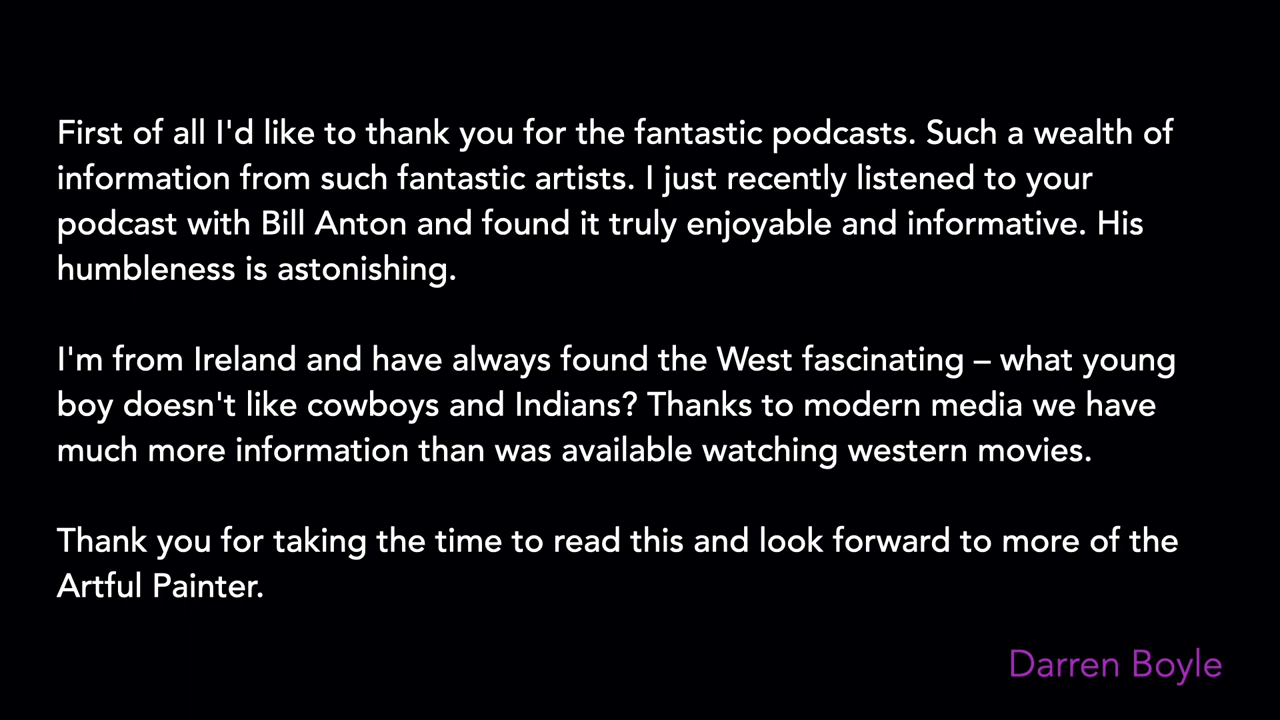 First of all I'd like to thank you for the fantastic podcasts. Such a wealth of
information from such fantastic artists. I just recently listened to your
podcast with Bill Anton and found it truly enjoyable and informative. His
humbleness is astonishing.
I'm from Ireland and have always found the West fascinating – what young
boy doesn't like cowboys and Indians? Thanks to modern media we have
much more information than was available watching western movies.
Thank you for taking the time to read this and look forward to more of the
Artful Painter.
Darren Boyle